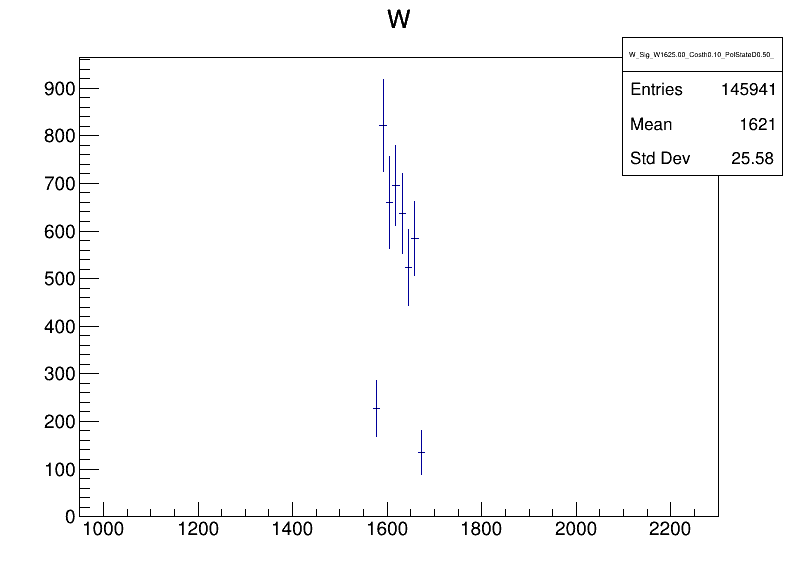 W
W_Sig_W1625.00_Costh0.10_PolStateD0.50_
Entries 145941
Mean 1621
Std Dev 25.58
900
800
700
600
500
400
300
200
100
0
1000 1200 1400 1600 1800 2000 2200